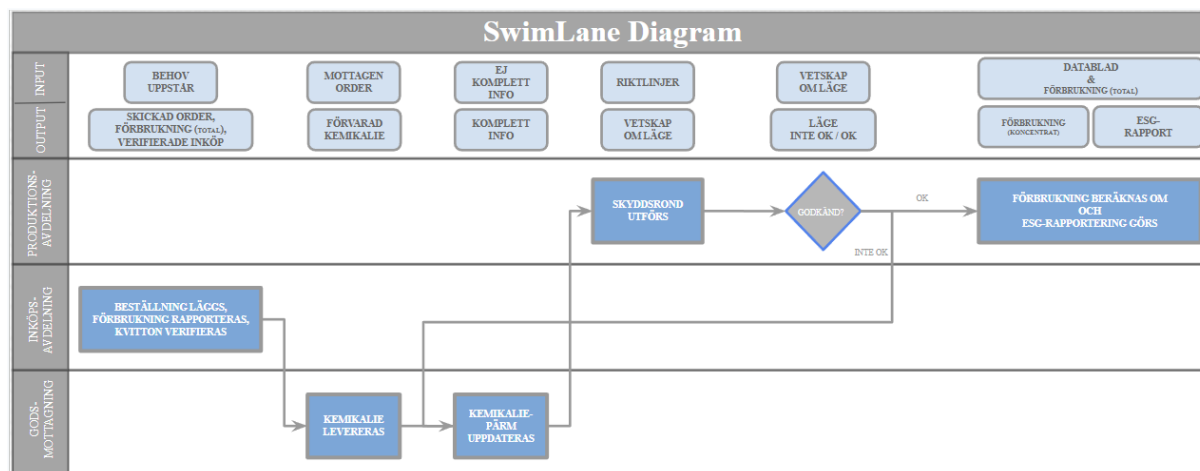 SwimLane Diagram
INPUT
BEHOV
UPPSTÅR
MOTTAGEN
ORDER
EJ
KOMPLETT
INFO
RIKTLINJER
VETSKAP
OM LÄGE
DATABLAD
&
FÖRBRUKNING (TOTAL)
OUTPUT
SKICKAD ORDER,
FÖRBRUKNING (TOTAL),
VERIFIERADE INKÖP
FÖRVARAD
KEMIKALIE
KOMPLETT
INFO
VETSKAP
OM LÄGE
LÄGE
INTE OK / OK
FÖRBRUKNING
(KONCENTRAT)
ESG-
RAPPORT
PRODUKTIONS-
AVDELNING
SKYDDSROND
UTFÖRS
GODKÄND?
OK
INTE OK
FÖRBRUKNING BERÄKNAS OM
OCH
ESG-RAPPORTERING GÖRS
INKÖPS-
AVDELNING
BESTÄLLNING LÄGGS,
FÖRBRUKNING RAPPORTERAS,
KVITTON VERIFIERAS
GODS-
MOTTAGNING
KEMIKALIE
LEVERERAS
KEMIKALIE-
PÄRM
UPPDATERAS